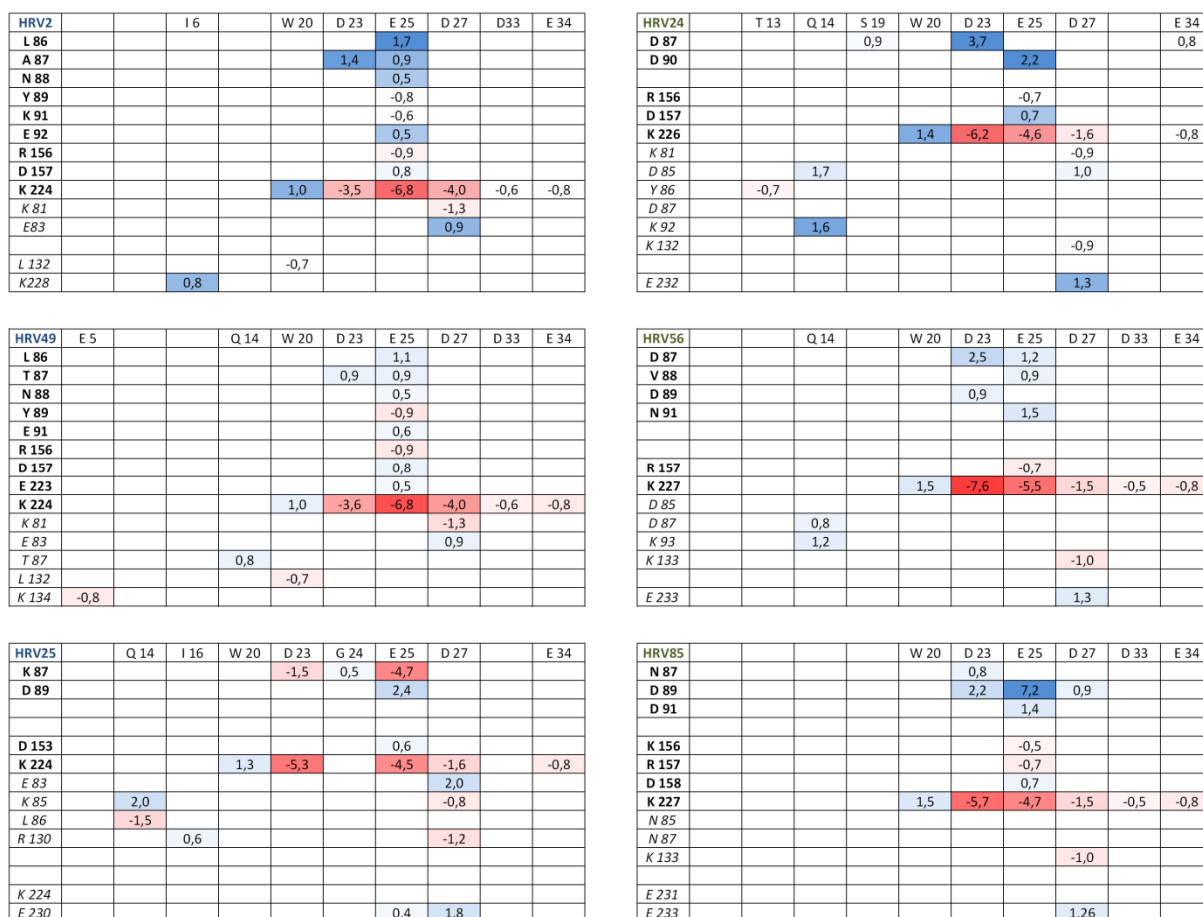 HRV2 I 6 W 20 D 23 E 25 D 27 D33 E 34
L 86 1,7
A 87 1,4 0,9
N 88 0,5
Y 89 -0,8
K 91 -0,6
E 92 0,5
R 156 -0,9
D 157 0,8
K 224 1,0 -3,5 -6,8 -4,0 -0,6 -0,8
K 81 -1,3
E83 0,9
L 132 -0,7
K228 0,8
HRV24 T 13 Q 14 S 19 W 20 D 23 E 25 D 27 E 34
D 87 0,9 3,7 0,8
D 90 2,2
R 156 -0,7
D 157 0,7
K 226 1,4 -6,2 -4,6 -1,6 -0,8
K 81 -0,9
D 85 1,7 1,0
Y 86 -0,7
D 87
K 92 1,6
K 132 -0,9
E 232 1,3
HRV49 E 5 Q 14 W 20 D 23 E 25 D 27 D 33 E 34
L 86 1,1
T 87 0,9 0,9
N 88 0,5
Y 89 -0,9
E 91 0,6
R 156 -0,9
D 157 0,8
E 223 0,5
K 224 1,0 -3,6 -6,8 -4,0 -0,6 -0,8
K 81 -1,3
E 83 0,9
T 87 0,8
L 132 -0,7
K 134 -0,8
HRV56 Q 14 W 20 D 23 E 25 D 27 D 33 E 34
D 87 2,5 1,2
V 88 0,9
D 89 0,9
N 91 1,5
R 157 -0,7
K 227 1,5 -7,6 -5,5 -1,5 -0,5 -0,8
D 85
D 87 0,8
K 93 1,2
K 133 -1,0
E 233 1,3
HRV25 Q 14 I 16 W 20 D 23 G 24 E 25 D 27 E 34
K 87 -1,5 0,5 -4,7
D 89 2,4
D 153 0,6
K 224 1,3 -5,3 -4,5 -1,6 -0,8
E 83 2,0
K 85 2,0 -0,8
L 86 -1,5
R 130 0,6 -1,2
K 224
E 230 0,4 1,8
HRV85 W 20 D 23 E 25 D 27 D 33 E 34
N 87 0,8
D 89 2,2 7,2 0,9
D 91 1,4
K 156 -0,5
R 157 -0,7
D 158 0,7
K 227 1,5 -5,7 -4,7 -1,5 -0,5 -0,8
N 85
N 87
K 133 -1,0
E 231
E 233 1,26